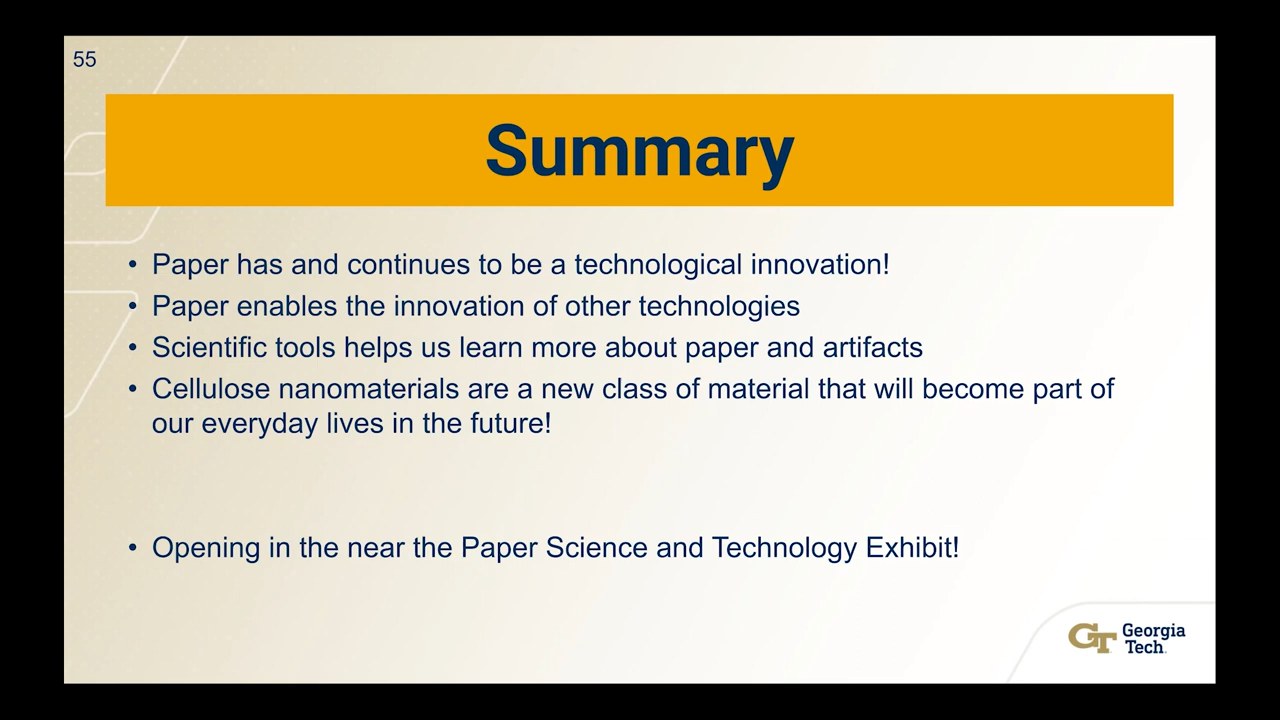 55
Summary
• Paper has and continues to be a technological innovation!
• Paper enables the innovation of other technologies
• Scientific tools helps us learn more about paper and artifacts
• Cellulose nanomaterials are a new class of material that will become part of
our everyday lives in the future!
• Opening in the near the Paper Science and Technology Exhibit!
GT Georgia
Tech